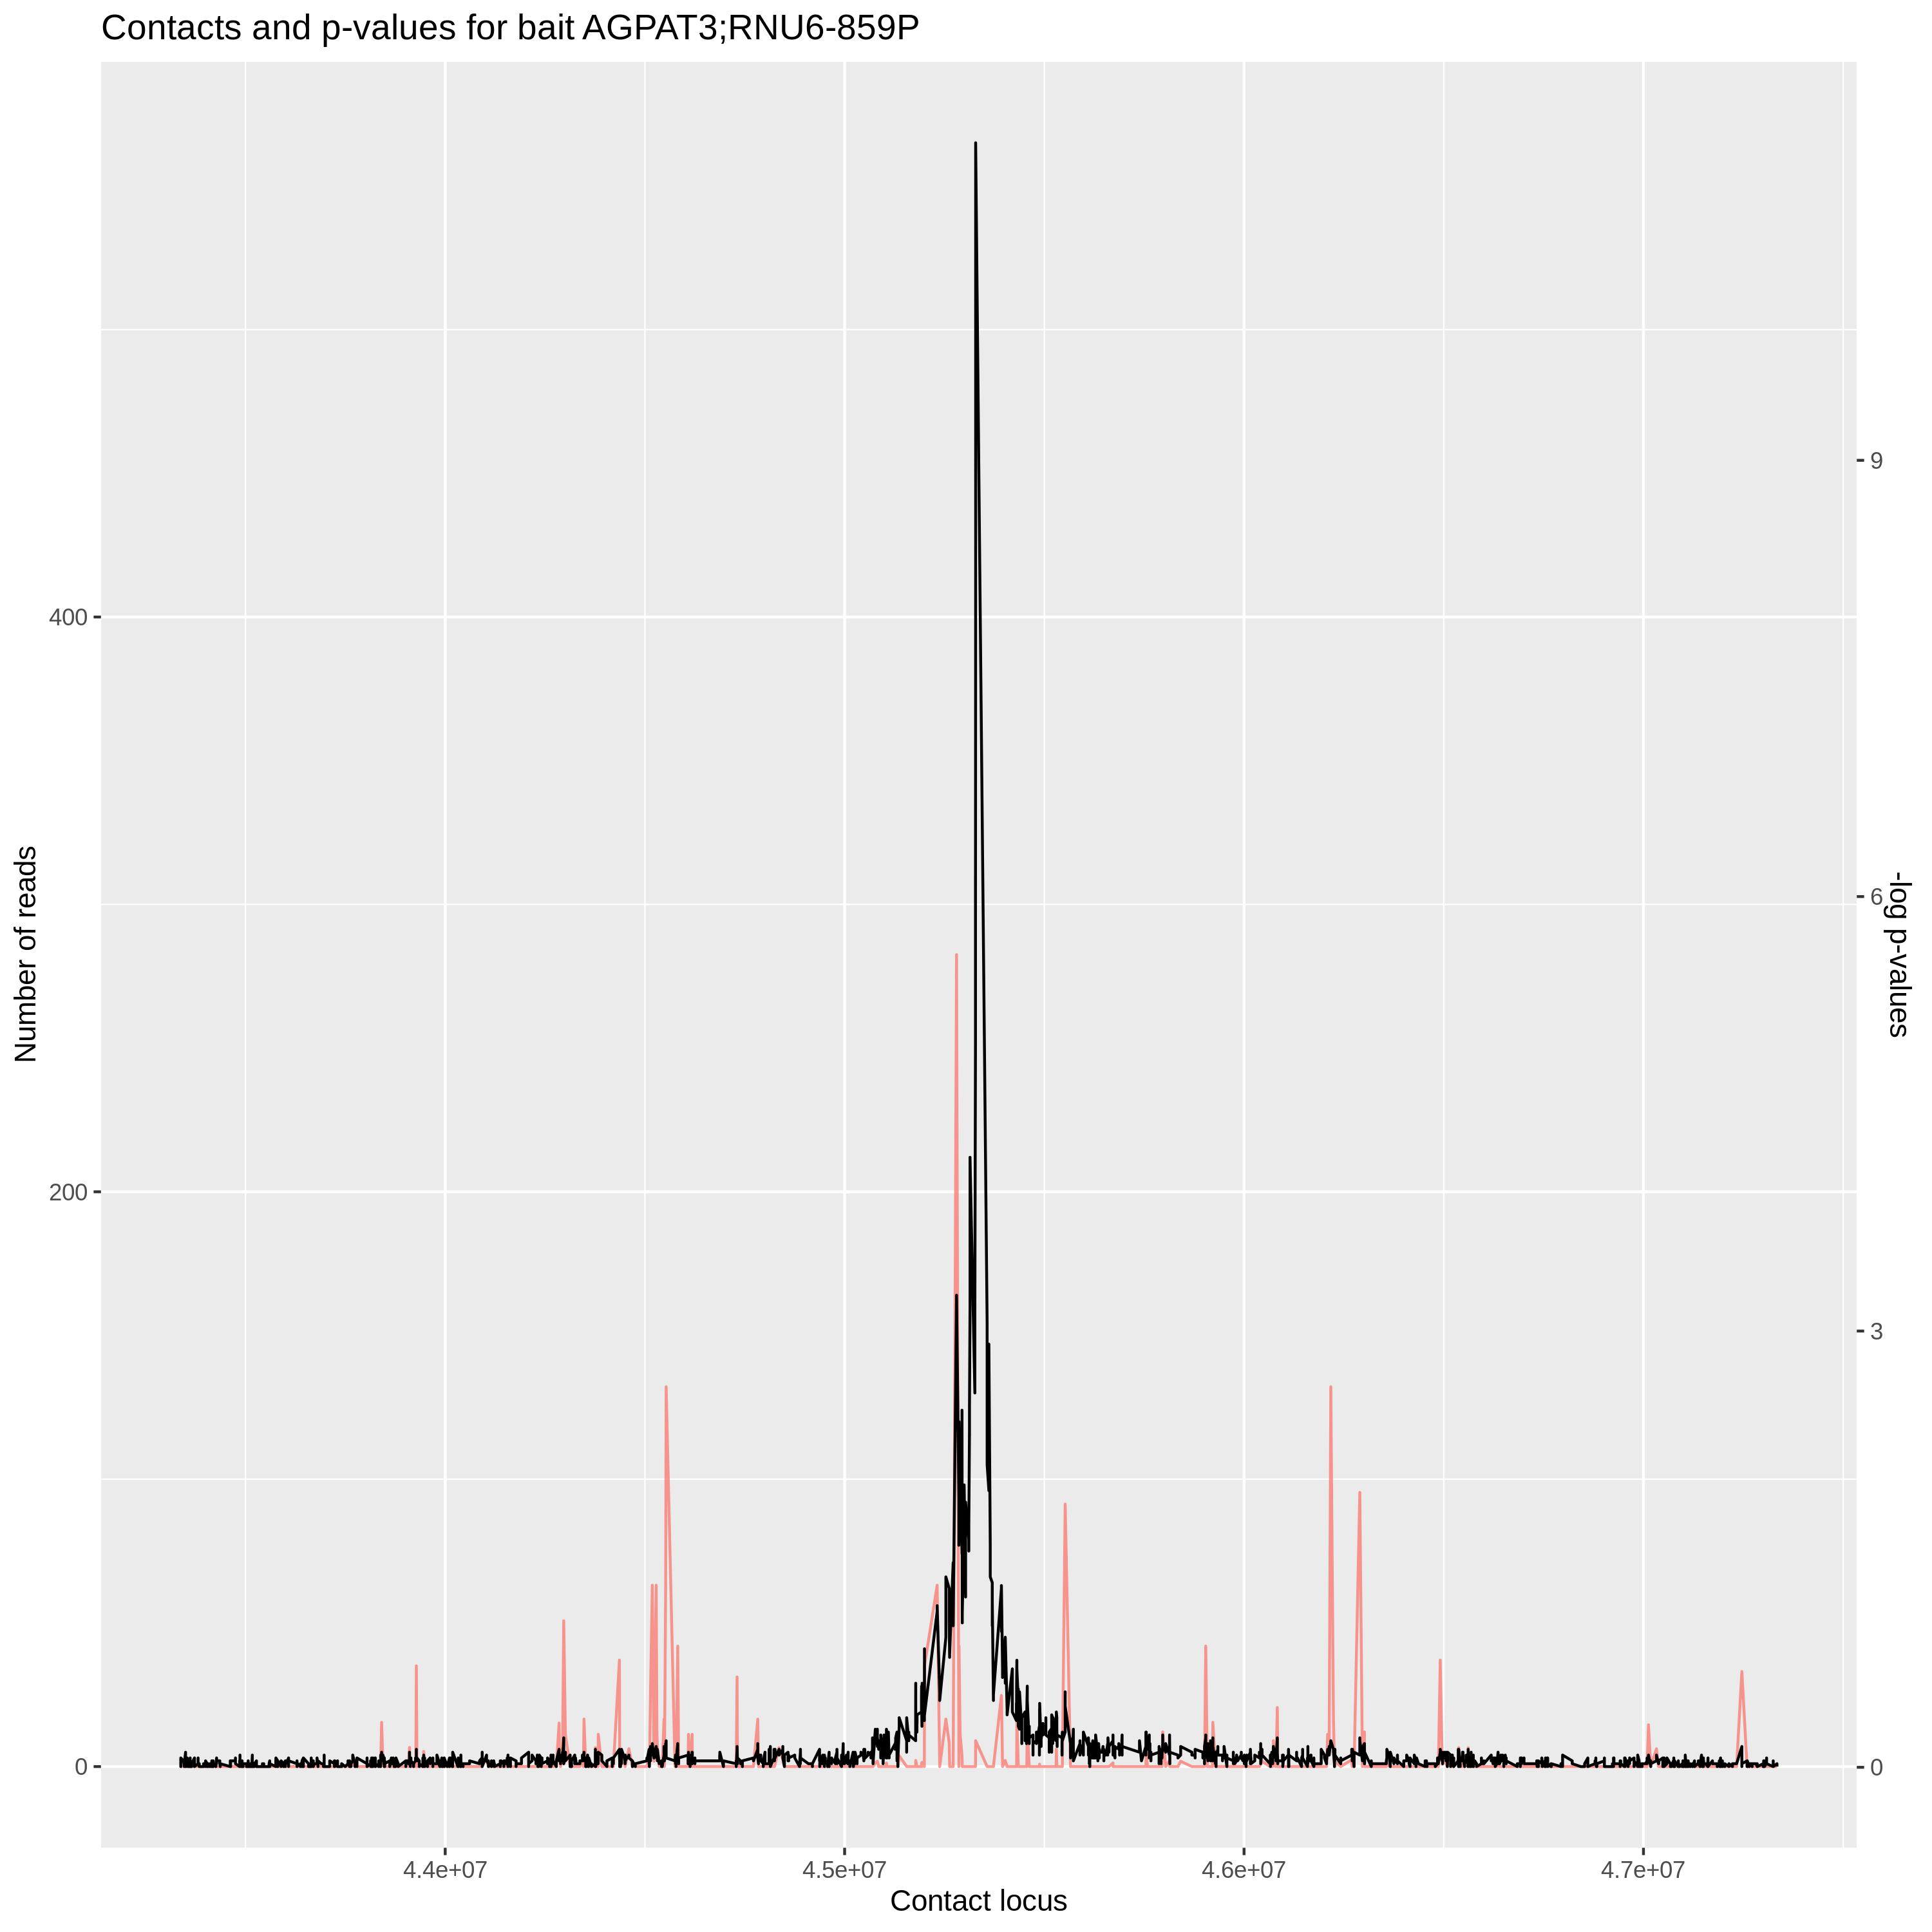 Contacts and p-values for bait AGPAT3;RNU6-859P
Number of reads
400
200
0
9
6
3
0
-log p-values
4.4e+07
4.5e+07
4.6e+07
4.7e+07
Contact locus